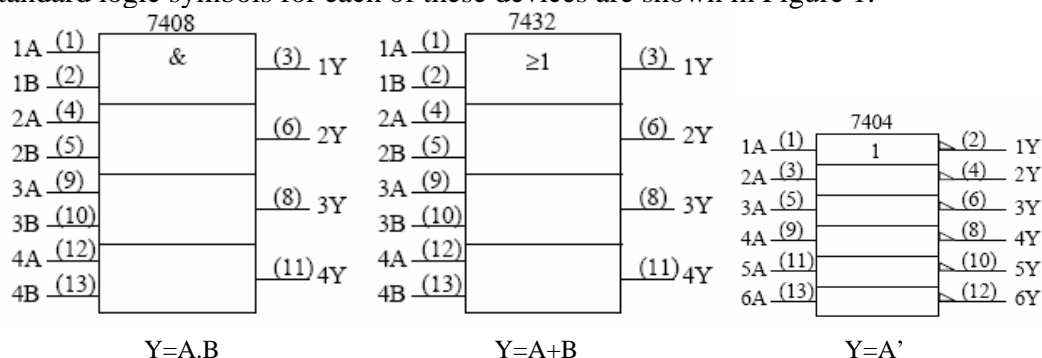 tandard logic symbols for each of these devices are shown in Figure 1.
7408
&
1A (1)
1B (2)
2A (4)
2B (5)
3A (9)
3B (10)
4A (12)
4B (13)
(3) 1Y
(6) 2Y
(8) 3Y
(11) 4Y
Y=A.B
7432
≥1
1A (1)
1B (2)
2A (4)
2B (5)
3A (9)
3B (10)
4A (12)
4B (13)
(3) 1Y
(6) 2Y
(8) 3Y
(11) 4Y
Y=A+B
7404
1
1A (1)
2A (3)
3A (5)
4A (9)
5A (11)
6A (13)
(2) 1Y
(4) 2Y
(6) 3Y
(8) 4Y
(10) 5Y
(12) 6Y
Y=A’